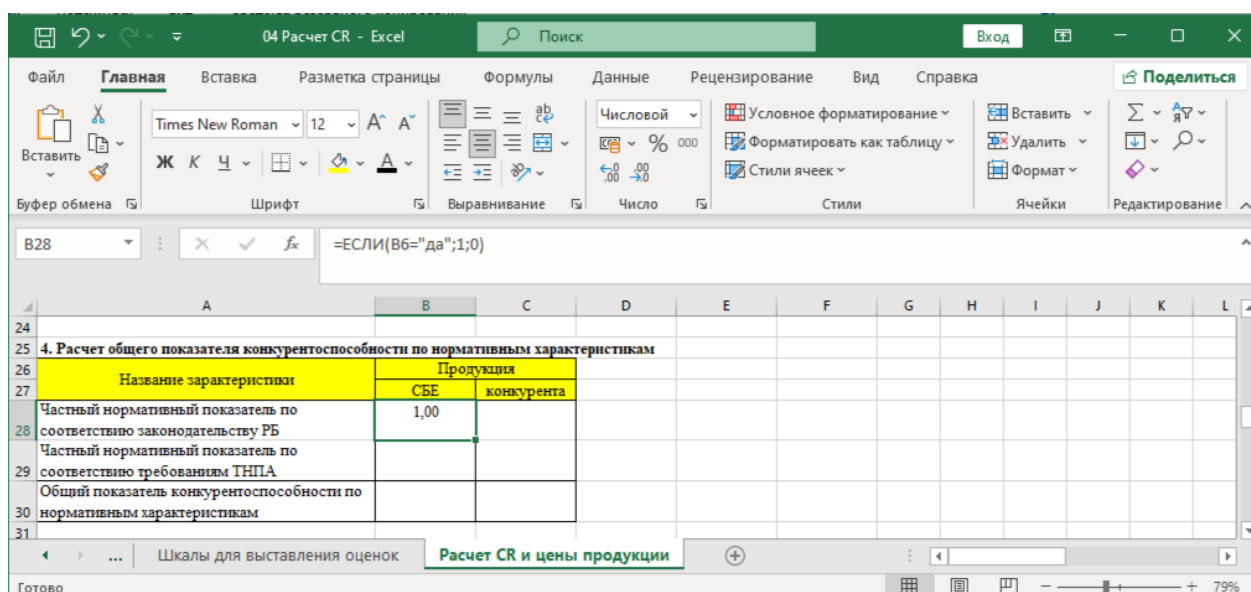 04 Расчет CR - Excel
Поиск
Вход
Файл Главная Вставка Разметка страницы Формулы Данные Рецензирование Вид Справка Поделиться
Вставить
Times New Roman 12 A^ A˅
Ж К Ч
Числовой
% 000
Условное форматирование
Форматировать как таблицу
Стили ячеек
Вставить
Удалить
Формат
Буфер обмена Шрифт Выравнивание Число Стили Ячейки Редактирование
B28 fx =ЕСЛИ(B6="да";1;0)
A B C D E F G H I J K L
24
25 4. Расчет общего показателя конкурентоспособности по нормативным характеристикам
26 Продукция
Название зарактеристики
27 СБЕ конкурента
Частный нормативный показатель по 1,00
28 соответствию законодательству РБ
Частный нормативный показатель по
29 соответствию требованиям ТНПА
Общий показатель конкурентоспособности по
30 нормативным характеристикам
31
... Шкалы для выставления оценок Расчет CR и цены продукции
Готово 79%